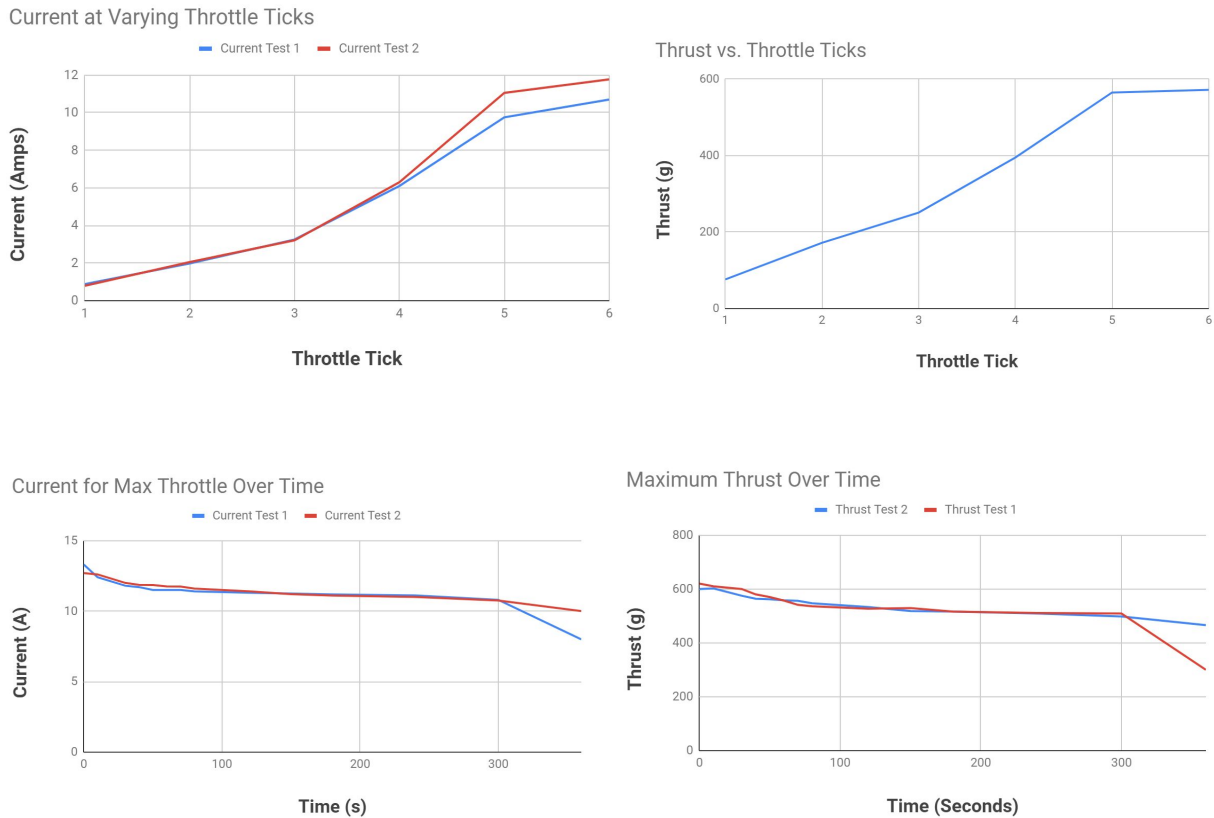 Current at Varying Throttle Ticks
Current Test 1 Current Test 2
Current (Amps)
12
10
8
6
4
2
0
1 2 3 4 5 6
Throttle Tick
Thrust vs. Throttle Ticks
Thrust (g)
600
400
200
0
1 2 3 4 5 6
Throttle Tick
Current for Max Throttle Over Time
Current Test 1 Current Test 2
Current (A)
15
10
5
0
0 100 200 300
Time (s)
Maximum Thrust Over Time
Thrust Test 2 Thrust Test 1
Thrust (g)
800
600
400
200
0
0 100 200 300
Time (Seconds)